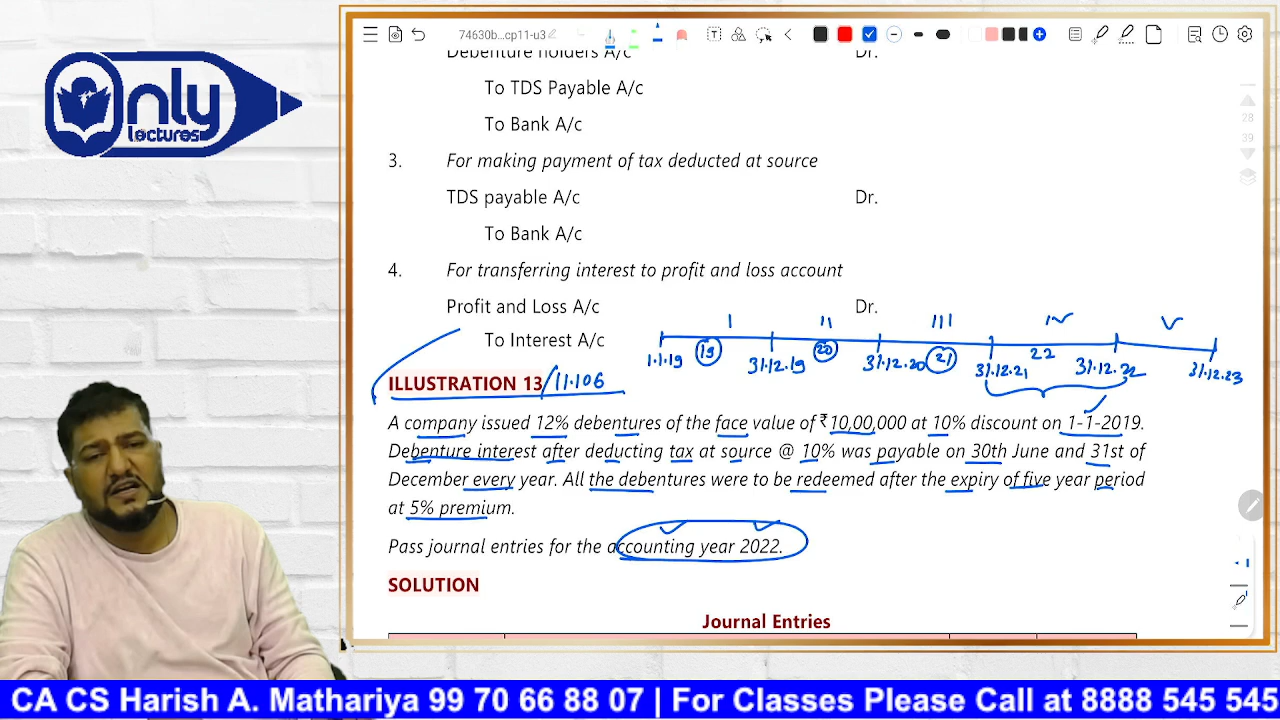 Only
lectures
74630b...cp11-u3
Debenture holders A/c Dr.
To TDS Payable A/c
To Bank A/c
3. For making payment of tax deducted at source
TDS payable A/c Dr.
To Bank A/c
4. For transferring interest to profit and loss account
Profit and Loss A/c Dr.
To Interest A/c
I II III IV V
1.1.19 19 31.12.19 20 31.12.20 21 31.12.21 22 31.12.22 31.12.23
ILLUSTRATION 13/11.106
A company issued 12% debentures of the face value of ₹10,00,000 at 10% discount on 1-1-2019.
Debenture interest after deducting tax at source @ 10% was payable on 30th June and 31st of
December every year. All the debentures were to be redeemed after the expiry of five year period
at 5% premium.
Pass journal entries for the accounting year 2022.
SOLUTION
Journal Entries
28
39
CA CS Harish A. Mathariya 99 70 66 88 07 | For Classes Please Call at 8888 545 545